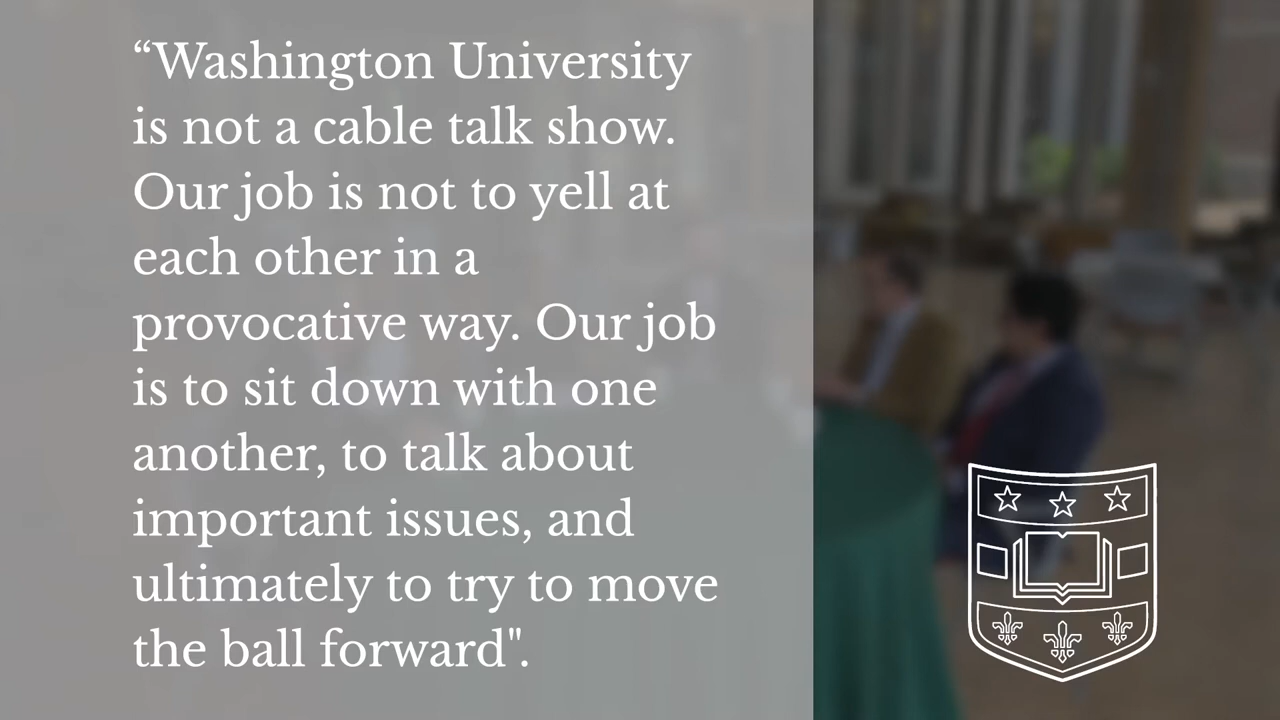 “Washington University
is not a cable talk show.
Our job is not to yell at
each other in a
provocative way. Our job
is to sit down with one
another, to talk about
important issues, and
ultimately to try to move
the ball forward".